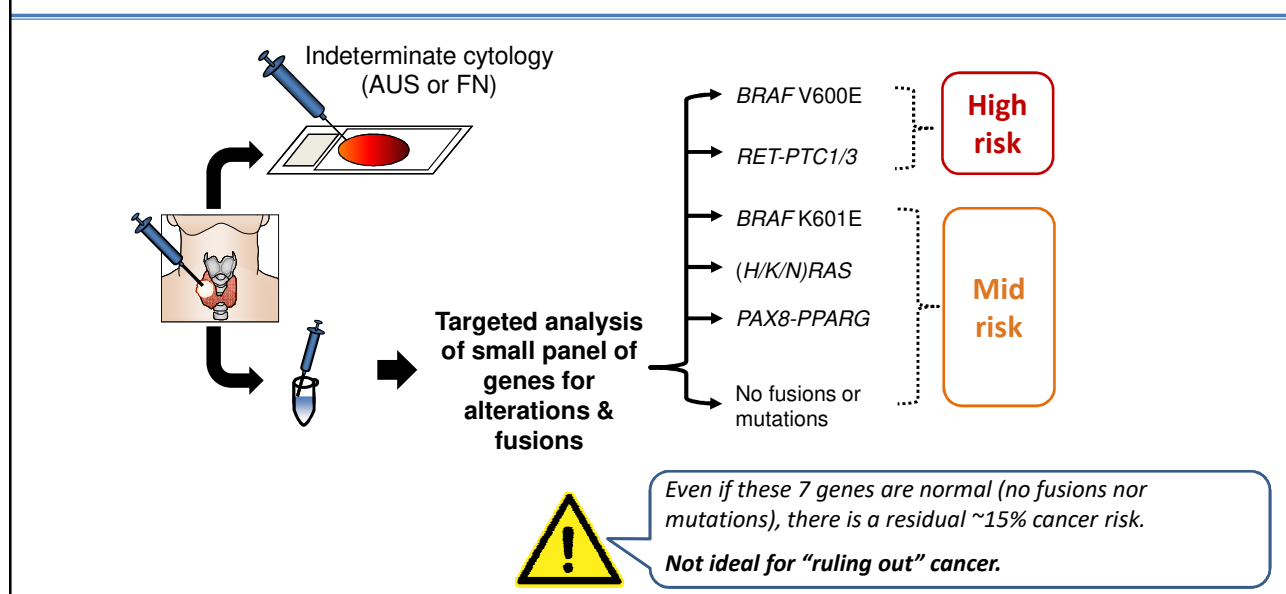 Indeterminate cytology
(AUS or FN)
BRAF V600E
RET-PTC1/3
High
risk
BRAF K601E
(H/K/N)RAS
PAX8-PPARG
No fusions or
mutations
Mid
risk
Targeted analysis
of small panel of
genes for
alterations &
fusions
Even if these 7 genes are normal (no fusions nor
mutations), there is a residual ~15% cancer risk.
Not ideal for “ruling out” cancer.